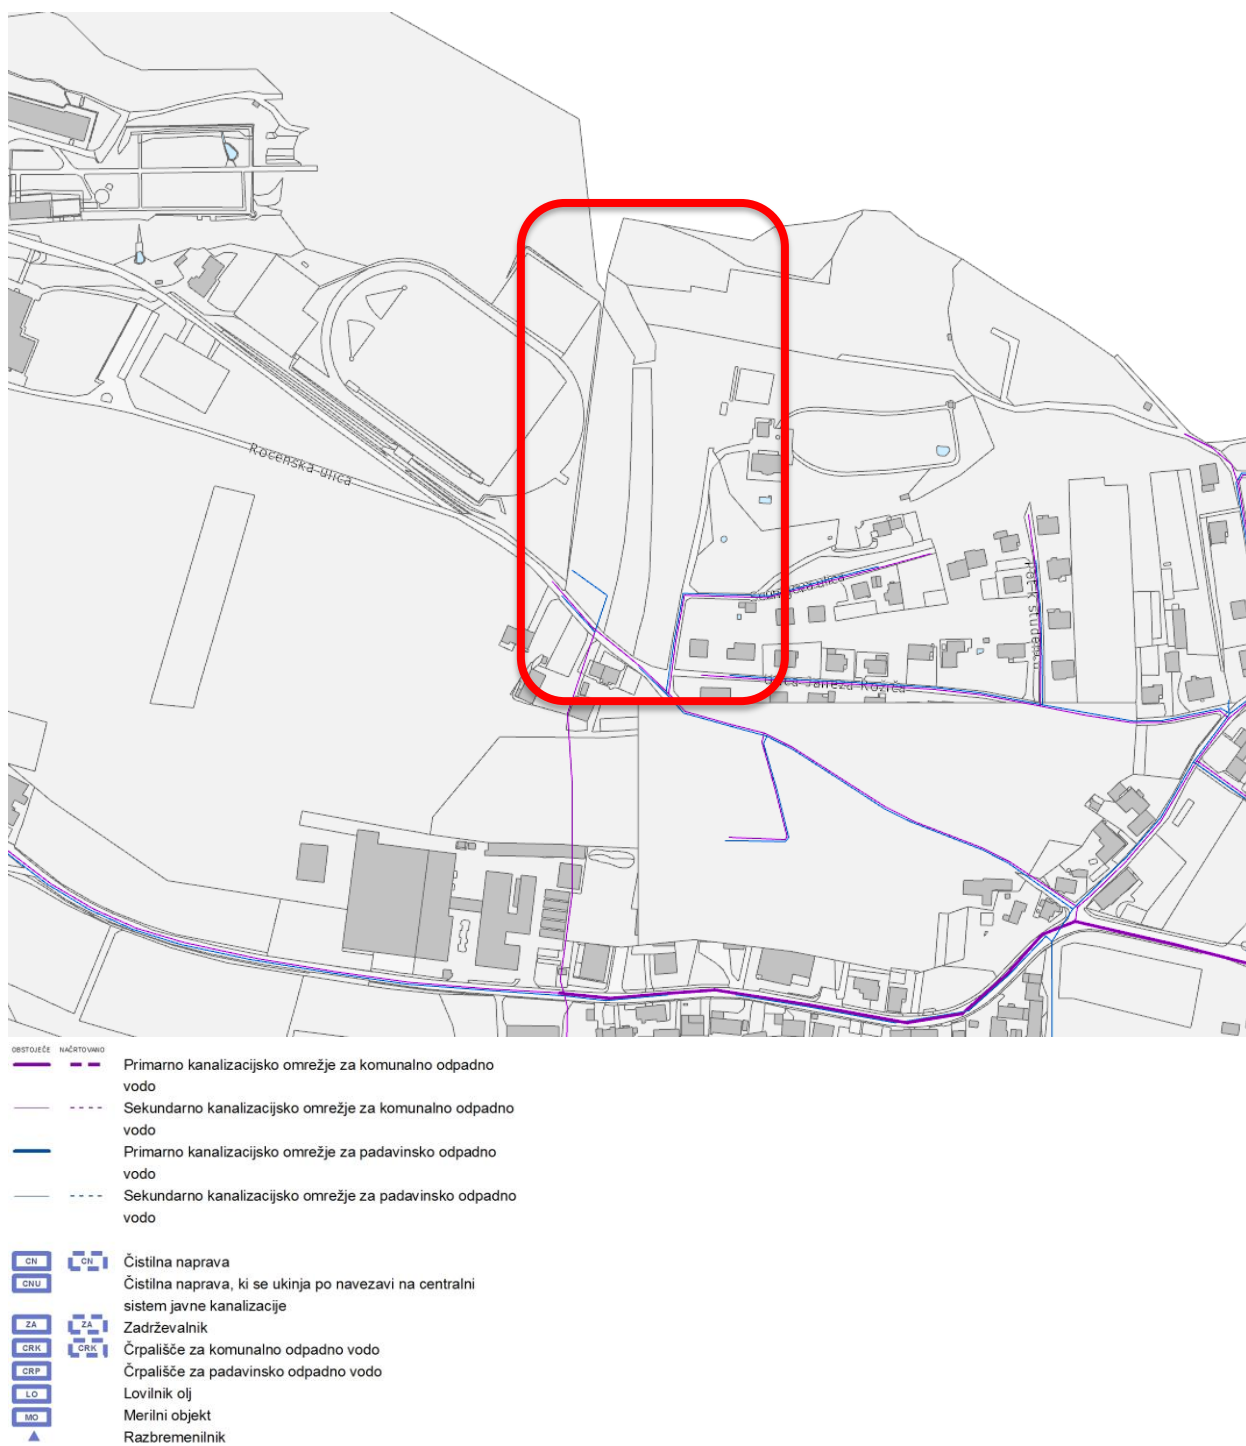 Rocenska ulica
Ulica Janeza Rožiča
OBSTOJEČE NAČRTOVANO
Primarno kanalizacijsko omrežje za komunalno odpadno
vodo
Sekundarno kanalizacijsko omrežje za komunalno odpadno
vodo
Primarno kanalizacijsko omrežje za padavinsko odpadno
vodo
Sekundarno kanalizacijsko omrežje za padavinsko odpadno
vodo
CN CN Čistilna naprava
CNU Čistilna naprava, ki se ukinja po navezavi na centralni
sistem javne kanalizacije
ZA ZA Zadrževalnik
CRK CRK Črpališče za komunalno odpadno vodo
CRP Črpališče za padavinsko odpadno vodo
LO Lovilnik olj
MO Merilni objekt
Razbremenilnik